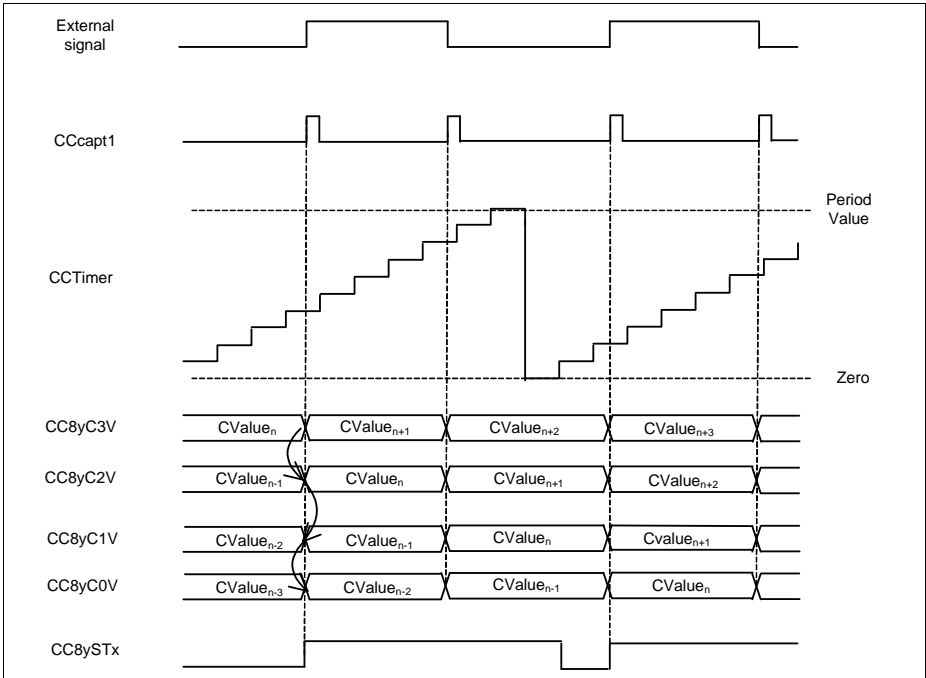 External
signal
CCcapt1
Period
Value
CCTimer
Zero
CC8yC3V CValueₙ CValueₙ₊₁ CValueₙ₊₂ CValueₙ₊₃
CC8yC2V CValueₙ₋₁ CValueₙ CValueₙ₊₁ CValueₙ₊₂
CC8yC1V CValueₙ₋₂ CValueₙ₋₁ CValueₙ Cvalueₙ₊₁
CC8yC0V CValueₙ₋₃ CValueₙ₋₂ CValueₙ₋₁ CValueₙ
CC8ySTx